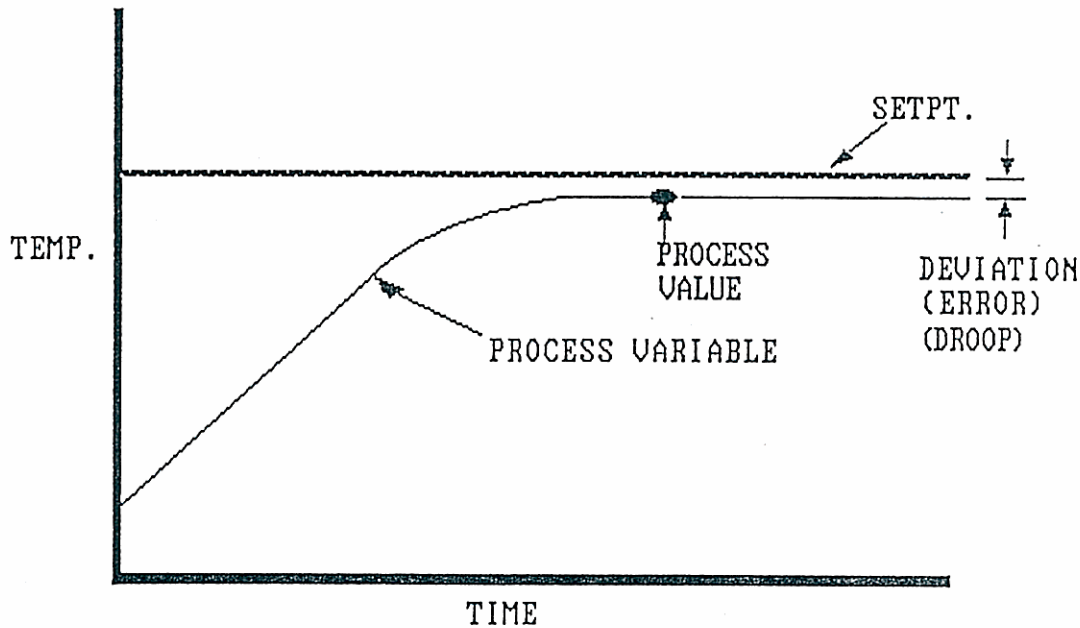 SETPT.
TEMP.
PROCESS
VALUE
DEVIATION
(ERROR)
(DROOP)
PROCESS VARIABLE
TIME